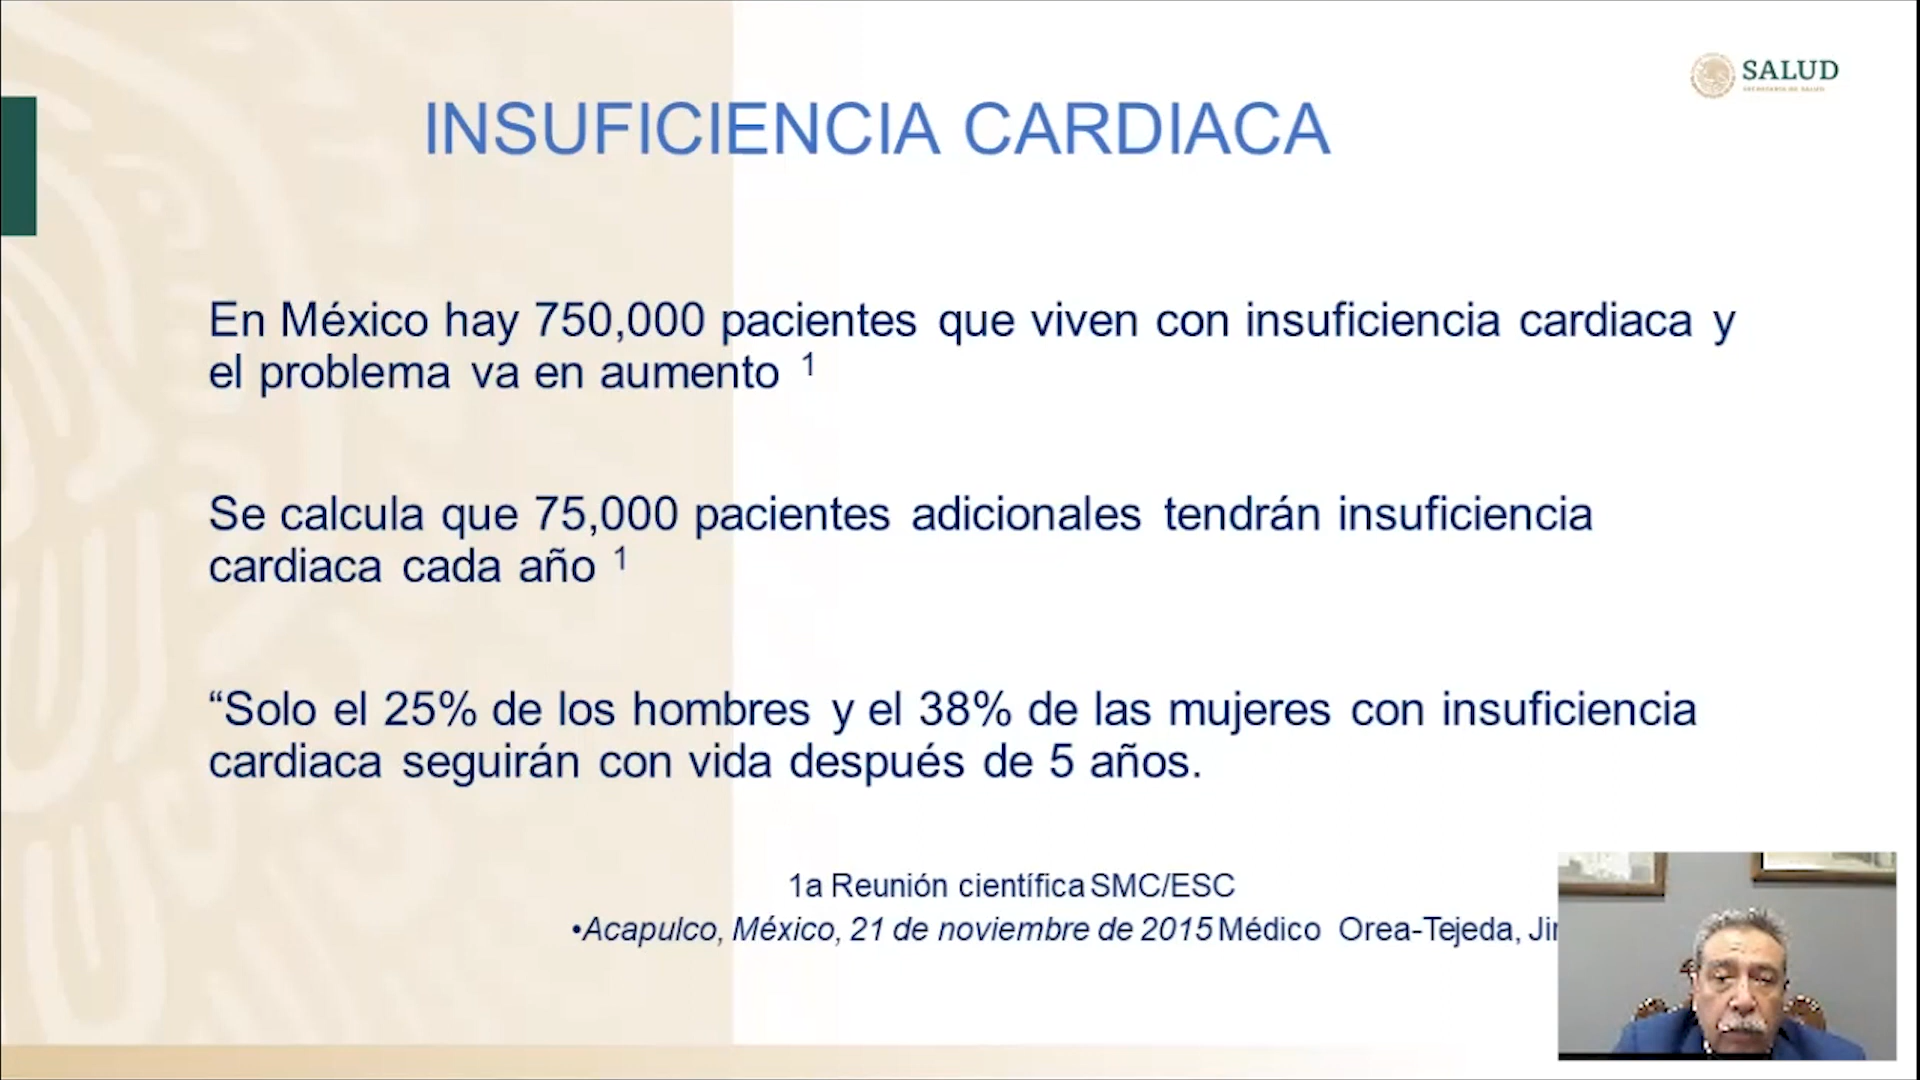 SALUD
SECRETARÍA DE SALUD
INSUFICIENCIA CARDIACA
En México hay 750,000 pacientes que viven con insuficiencia cardiaca y
el problema va en aumento 1
Se calcula que 75,000 pacientes adicionales tendrán insuficiencia
cardiaca cada año 1
“Solo el 25% de los hombres y el 38% de las mujeres con insuficiencia
cardiaca seguirán con vida después de 5 años.
1a Reunión científica SMC/ESC
•Acapulco, México, 21 de noviembre de 2015 Médico Orea-Tejeda,